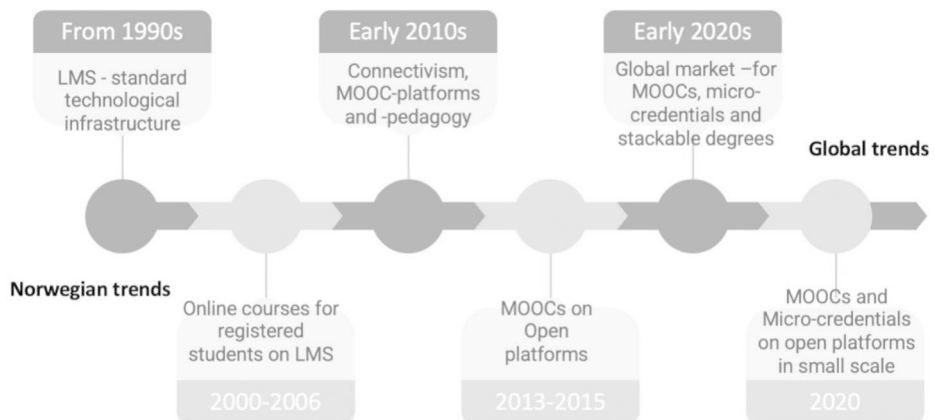 From 1990s
LMS - standard
technological
infrastructure
Early 2010s
Connectivism,
MOOC-platforms
and -pedagogy
Early 2020s
Global market –for
MOOCs, micro-
credentials and
stackable degrees
Global trends
Norwegian trends
Online courses for
registered
students on LMS
2000-2006
MOOCs on
Open
platforms
2013-2015
MOOCs and
Micro-credentials
on open platforms
in small scale
2020